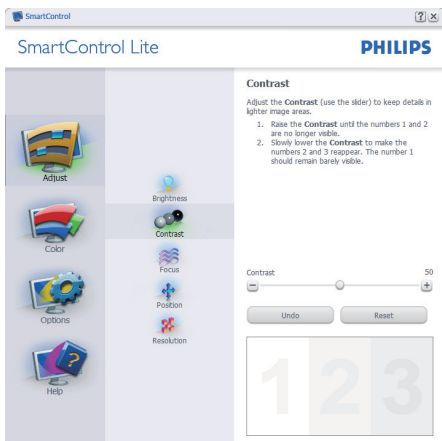 SmartControl
SmartControl Lite
PHILIPS
Adjust
Color
Options
Help
Brightness
Contrast
Focus
Position
Resolution
Contrast
Adjust the Contrast (use the slider) to keep details in
lighter image areas.
1. Raise the Contrast until the numbers 1 and 2
are no longer visible.
2. Slowly lower the Contrast to make the
numbers 2 and 3 reappear. The number 1
should remain barely visible.
Contrast 50
Undo Reset
1 2 3